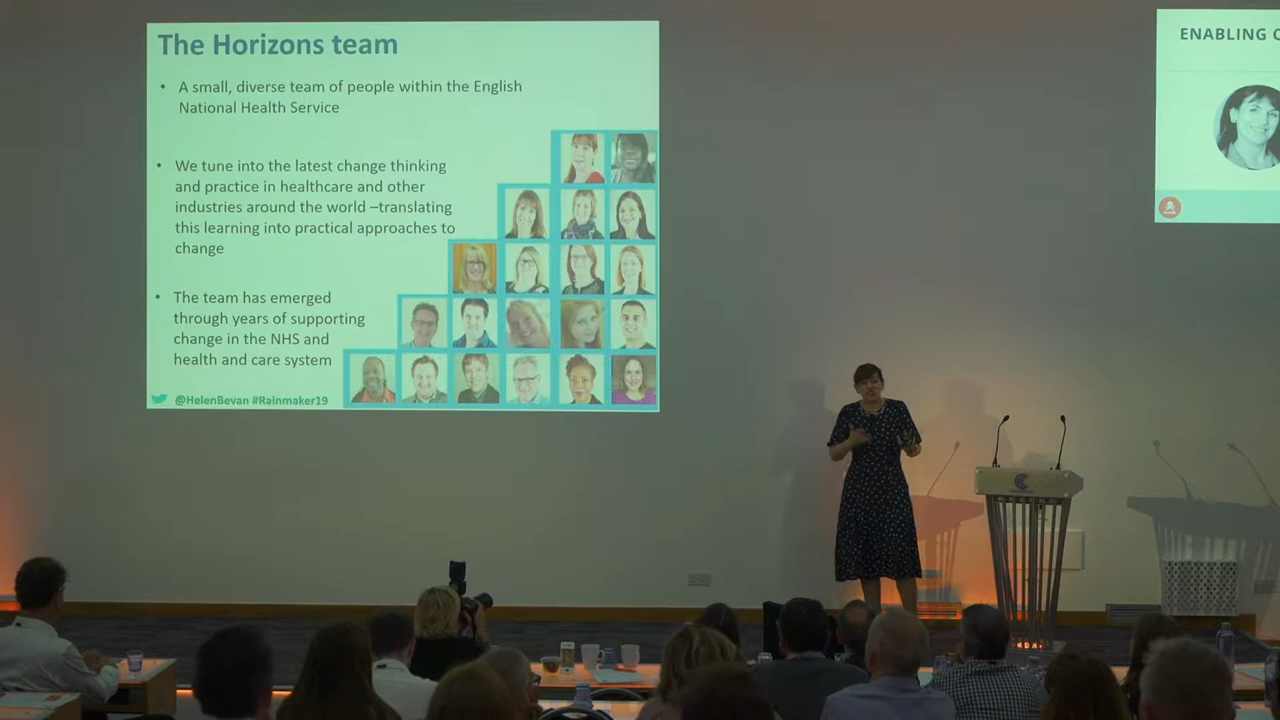 The Horizons team
• A small, diverse team of people within the English
National Health Service
• We tune into the latest change thinking
and practice in healthcare and other
industries around the world –translating
this learning into practical approaches to
change
• The team has emerged
through years of supporting
change in the NHS and
health and care system
@HelenBevan #Rainmaker19
ENABLING